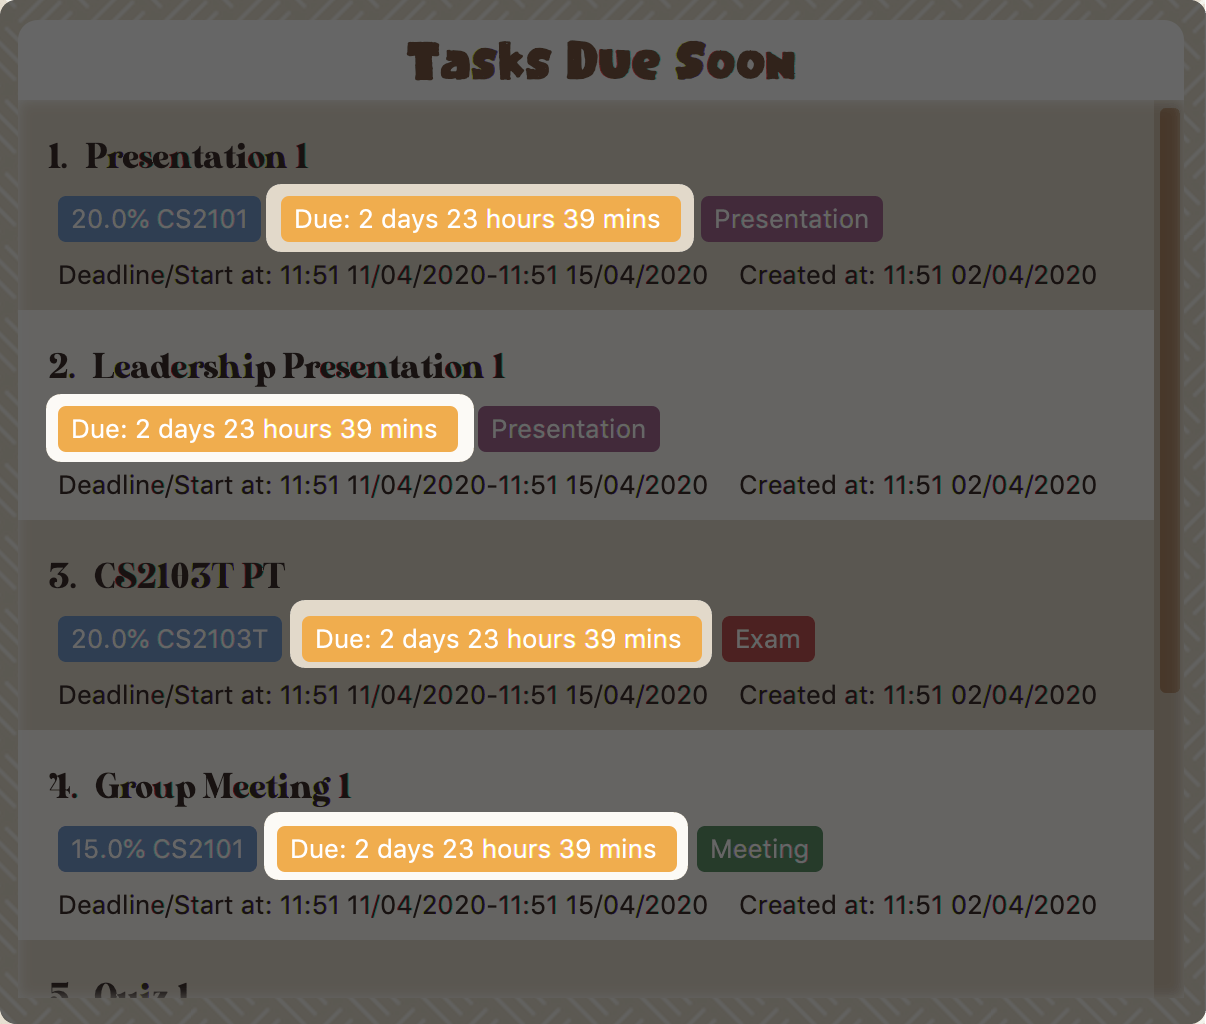 Tasks Due Soon
1. Presentation 1
20.0% CS2101 Due: 2 days 23 hours 39 mins Presentation
Deadline/Start at: 11:51 11/04/2020-11:51 15/04/2020 Created at: 11:51 02/04/2020
2. Leadership Presentation 1
Due: 2 days 23 hours 39 mins Presentation
Deadline/Start at: 11:51 11/04/2020-11:51 15/04/2020 Created at: 11:51 02/04/2020
3. CS2103T PT
20.0% CS2103T Due: 2 days 23 hours 39 mins Exam
Deadline/Start at: 11:51 11/04/2020-11:51 15/04/2020 Created at: 11:51 02/04/2020
4. Group Meeting 1
15.0% CS2101 Due: 2 days 23 hours 39 mins Meeting
Deadline/Start at: 11:51 11/04/2020-11:51 15/04/2020 Created at: 11:51 02/04/2020
5. Quiz 1